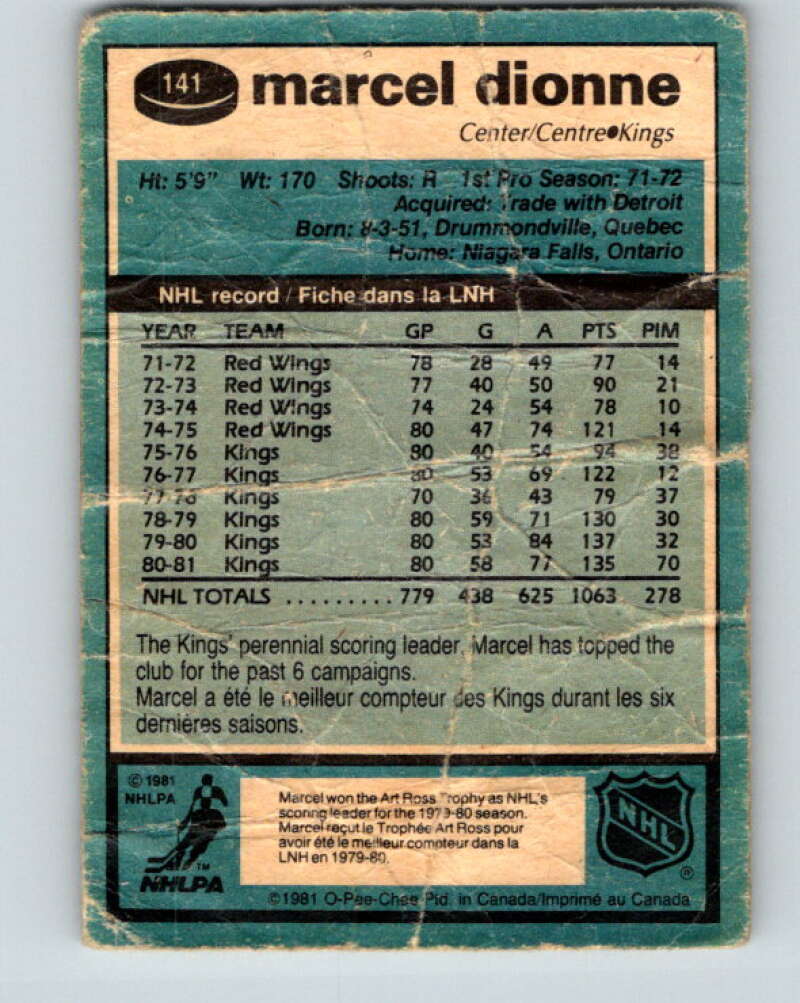 141 marcel dionne
Center/Centre●Kings
Ht: 5'9" Wt: 170 Shoots: R 1st Pro Season: 71-72
Acquired: Trade with Detroit
Born: 8-3-51, Drummondville, Quebec
Home: Niagara Falls, Ontario
NHL record / Fiche dans la LNH
YEAR TEAM GP G A PTS PIM
71-72 Red Wings 78 28 49 77 14
72-73 Red Wings 77 40 50 90 21
73-74 Red Wings 74 24 54 78 10
74-75 Red Wings 80 47 74 121 14
75-76 Kings 80 40 54 94 38
76-77 Kings 80 53 69 122 12
77-78 Kings 70 36 43 79 37
78-79 Kings 80 59 71 130 30
79-80 Kings 80 53 84 137 32
80-81 Kings 80 58 77 135 70
NHL TOTALS .......... 779 438 625 1063 278
The Kings' perennial scoring leader, Marcel has topped the
club for the past 6 campaigns.
Marcel a été le meilleur compteur des Kings durant les six
dernières saisons.
© 1981
NHLPA
TM
NHLPA
Marcel won the Art Ross Trophy as NHL's
scoring leader for the 1979-80 season.
Marcel reçut le Trophée Art Ross pour
avoir été le meilleur compteur dans la
LNH en 1979-80.
NHL
®
©1981 O-Pee-Chee Ptd. in Canada/Imprimé au Canada